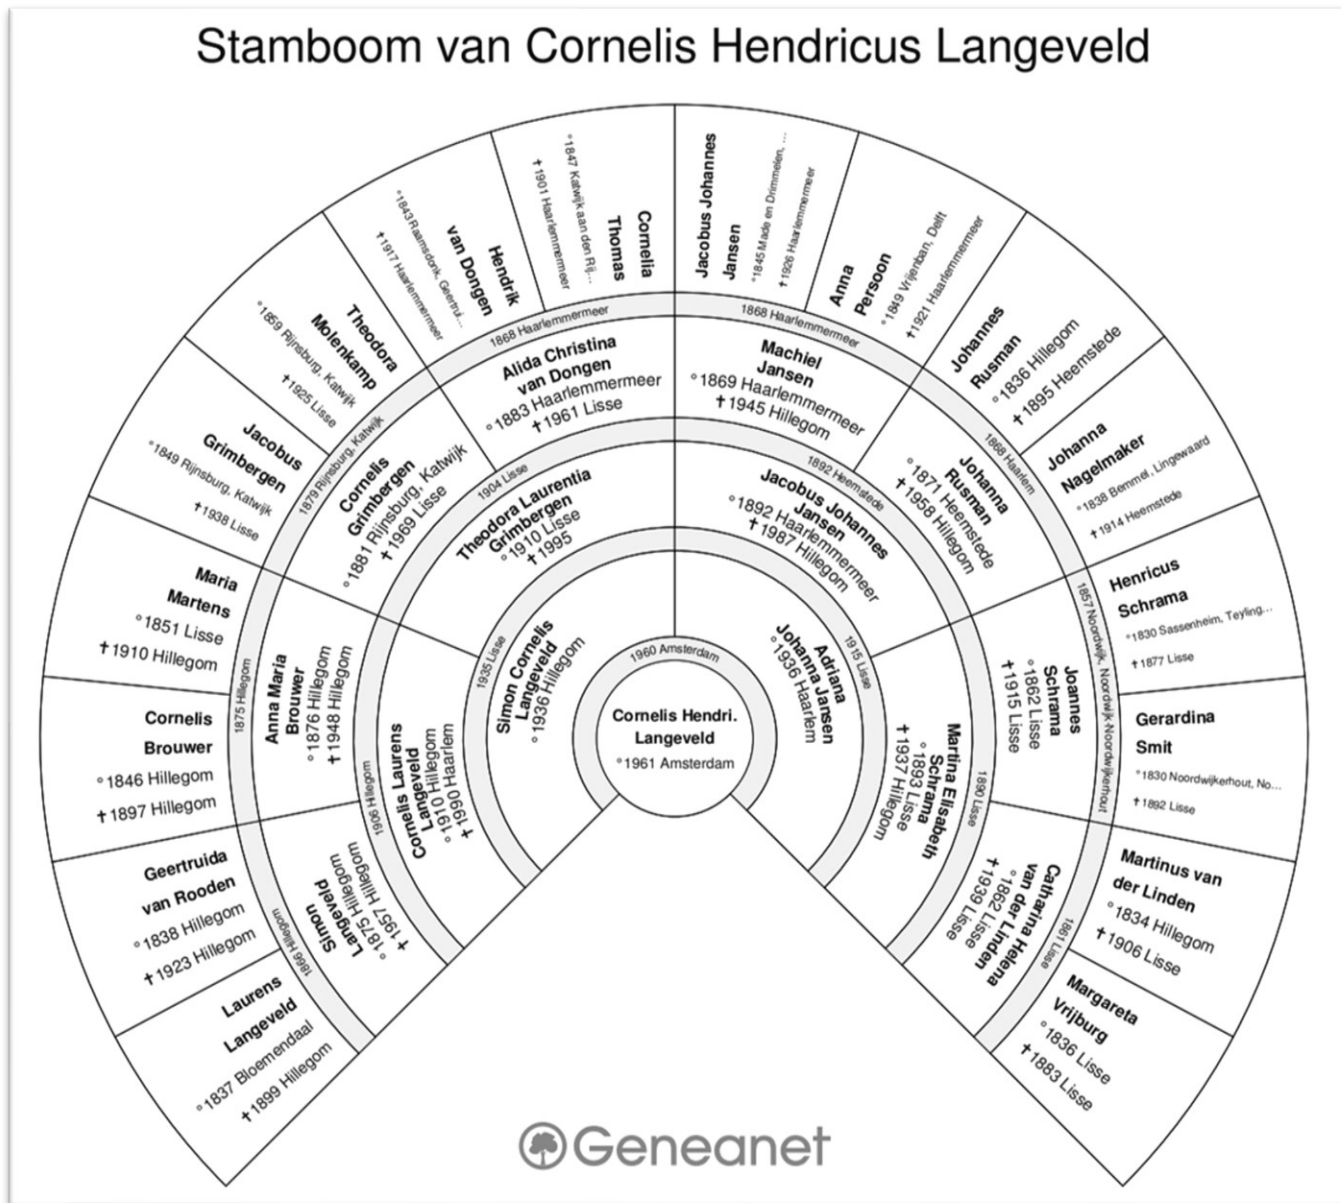 Stamboom van Cornelis Hendricus Langeveld
Cornelis Hendri.
Langeveld
°1961 Amsterdam
1960 Amsterdam
Simon Cornelis
Langeveld
°1936 Hillegom
Adriana
Johanna Jansen
°1936 Haarlem
1935 Lisse
1915 Lisse
Cornelis Laurens
Langeveld
°1910 Hillegom
✝1990 Haarlem
Theodora Laurentia
Grimbergen
°1910 Lisse
✝1995
Jacobus Johannes
Jansen
°1892 Haarlemmermeer
✝1987 Hillegom
Martina Elisabeth
Schrama
°1893 Lisse
✝1937 Hillegom
1906 Hillegom
1904 Lisse
1892 Heemstede
1890 Lisse
Simon
Langeveld
°1875 Hillegom
✝1957 Hillegom
Anna Maria
Brouwer
°1876 Hillegom
✝1948 Hillegom
Cornelis
Grimbergen
°1881 Rijnsburg, Katwijk
✝1969 Lisse
Alida Christina
van Dongen
°1883 Haarlemmermeer
✝1961 Lisse
Machiel
Jansen
°1869 Haarlemmermeer
✝1945 Hillegom
Johanna
Rusman
°1871 Heemstede
✝1958 Hillegom
Joannes
Schrama
°1862 Lisse
✝1915 Lisse
Catharina Helena
van der Linden
°1862 Lisse
✝1939 Lisse
1866 Hillegom
1875 Hillegom
1879 Rijnsburg, Katwijk
1868 Haarlemmermeer
1868 Haarlemmermeer
1868 Haarlem
1857 Noordwijk, Noordwijk-Noordwijkerhout
1861 Lisse
Laurens
Langeveld
°1837 Bloemendaal
✝1899 Hillegom
Geertruida
van Rooden
°1838 Hillegom
✝1923 Hillegom
Cornelis
Brouwer
°1846 Hillegom
✝1897 Hillegom
Maria
Martens
°1851 Lisse
✝1910 Hillegom
Jacobus
Grimbergen
°1849 Rijnsburg, Katwijk
✝1938 Lisse
Theodora
Molenkamp
°1859 Rijnsburg, Katwijk
✝1925 Lisse
Hendrik
van Dongen
°1843 Raamsdonk, Geertrui...
✝1917 Haarlemmermeer
Cornelia
Thomas
°1847 Katwijk aan den Rij...
✝1901 Haarlemmermeer
Jacobus Johannes
Jansen
°1845 Made en Drimmelen, ...
✝1926 Haarlemmermeer
Anna
Persoon
°1849 Vrijenban, Delft
✝1921 Haarlemmermeer
Johannes
Rusman
°1836 Hillegom
✝1895 Heemstede
Johanna
Nagelmaker
°1838 Bemmel, Lingewaard
✝1914 Heemstede
Henricus
Schrama
°1830 Sassenheim, Teyling...
✝1877 Lisse
Gerardina
Smit
°1830 Noordwijkerhout, No...
✝1892 Lisse
Martinus van
der Linden
°1834 Hillegom
✝1906 Lisse
Margareta
Vrijburg
°1836 Lisse
✝1883 Lisse
Geneanet